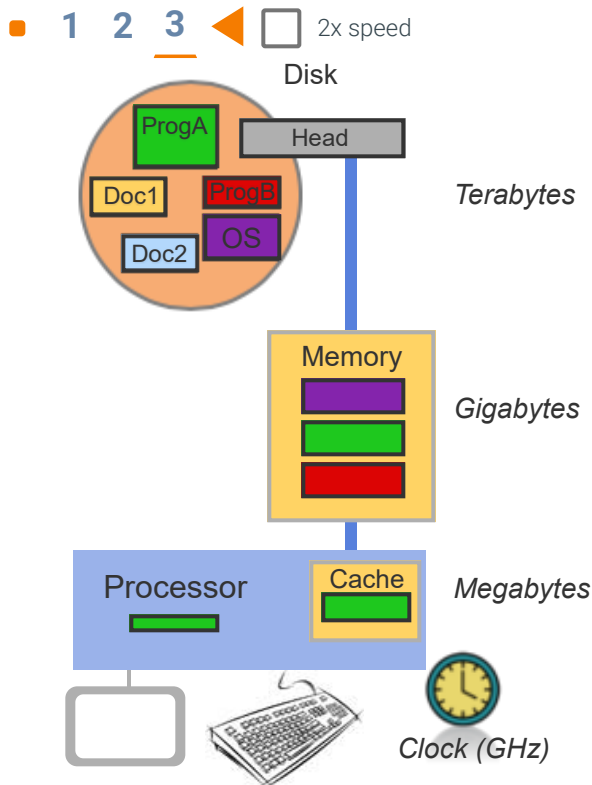 1 2 3 2x speed
Disk
ProgA
Head
Doc1
ProgB
Terabytes
OS
Doc2
Memory
Gigabytes
Cache
Processor
Megabytes
Clock (GHz)